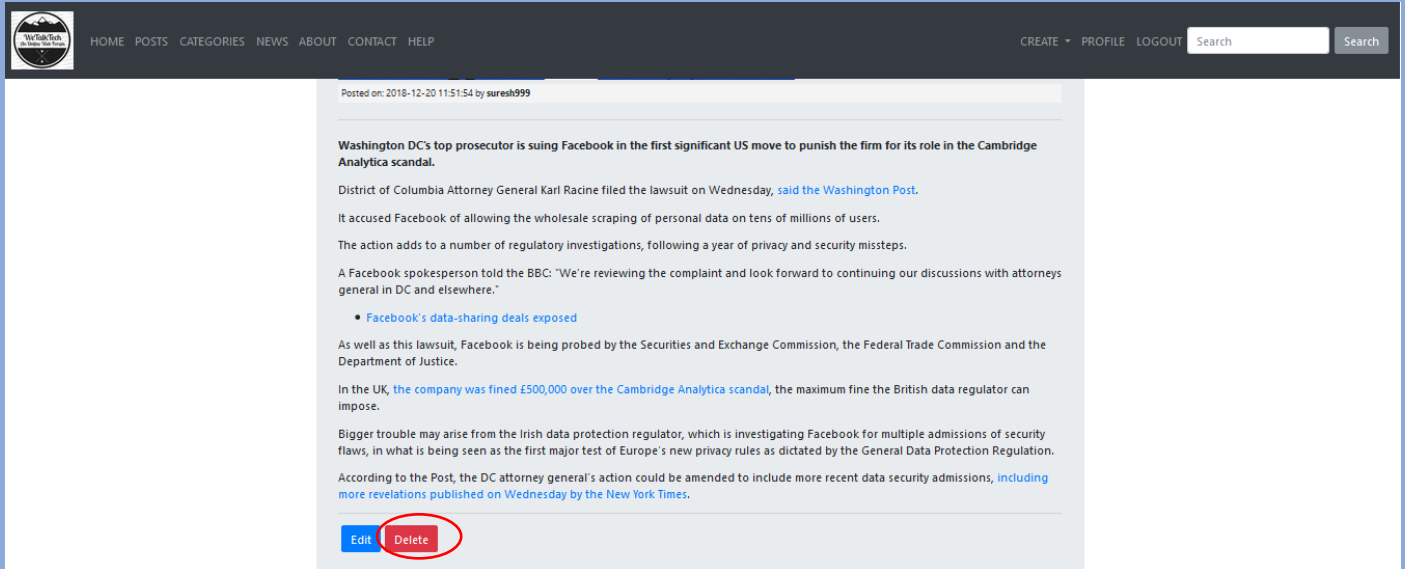 WeTalkTech
An Online Tech Forum
HOME POSTS CATEGORIES NEWS ABOUT CONTACT HELP
CREATE PROFILE LOGOUT Search Search
Posted on: 2018-12-20 11:51:54 by suresh999
Washington DC's top prosecutor is suing Facebook in the first significant US move to punish the firm for its role in the Cambridge
Analytica scandal.
District of Columbia Attorney General Karl Racine filed the lawsuit on Wednesday, said the Washington Post.
It accused Facebook of allowing the wholesale scraping of personal data on tens of millions of users.
The action adds to a number of regulatory investigations, following a year of privacy and security missteps.
A Facebook spokesperson told the BBC: "We're reviewing the complaint and look forward to continuing our discussions with attorneys
general in DC and elsewhere."
• Facebook's data-sharing deals exposed
As well as this lawsuit, Facebook is being probed by the Securities and Exchange Commission, the Federal Trade Commission and the
Department of Justice.
In the UK, the company was fined £500,000 over the Cambridge Analytica scandal, the maximum fine the British data regulator can
impose.
Bigger trouble may arise from the Irish data protection regulator, which is investigating Facebook for multiple admissions of security
flaws, in what is being seen as the first major test of Europe's new privacy rules as dictated by the General Data Protection Regulation.
According to the Post, the DC attorney general's action could be amended to include more recent data security admissions, including
more revelations published on Wednesday by the New York Times.
Edit Delete